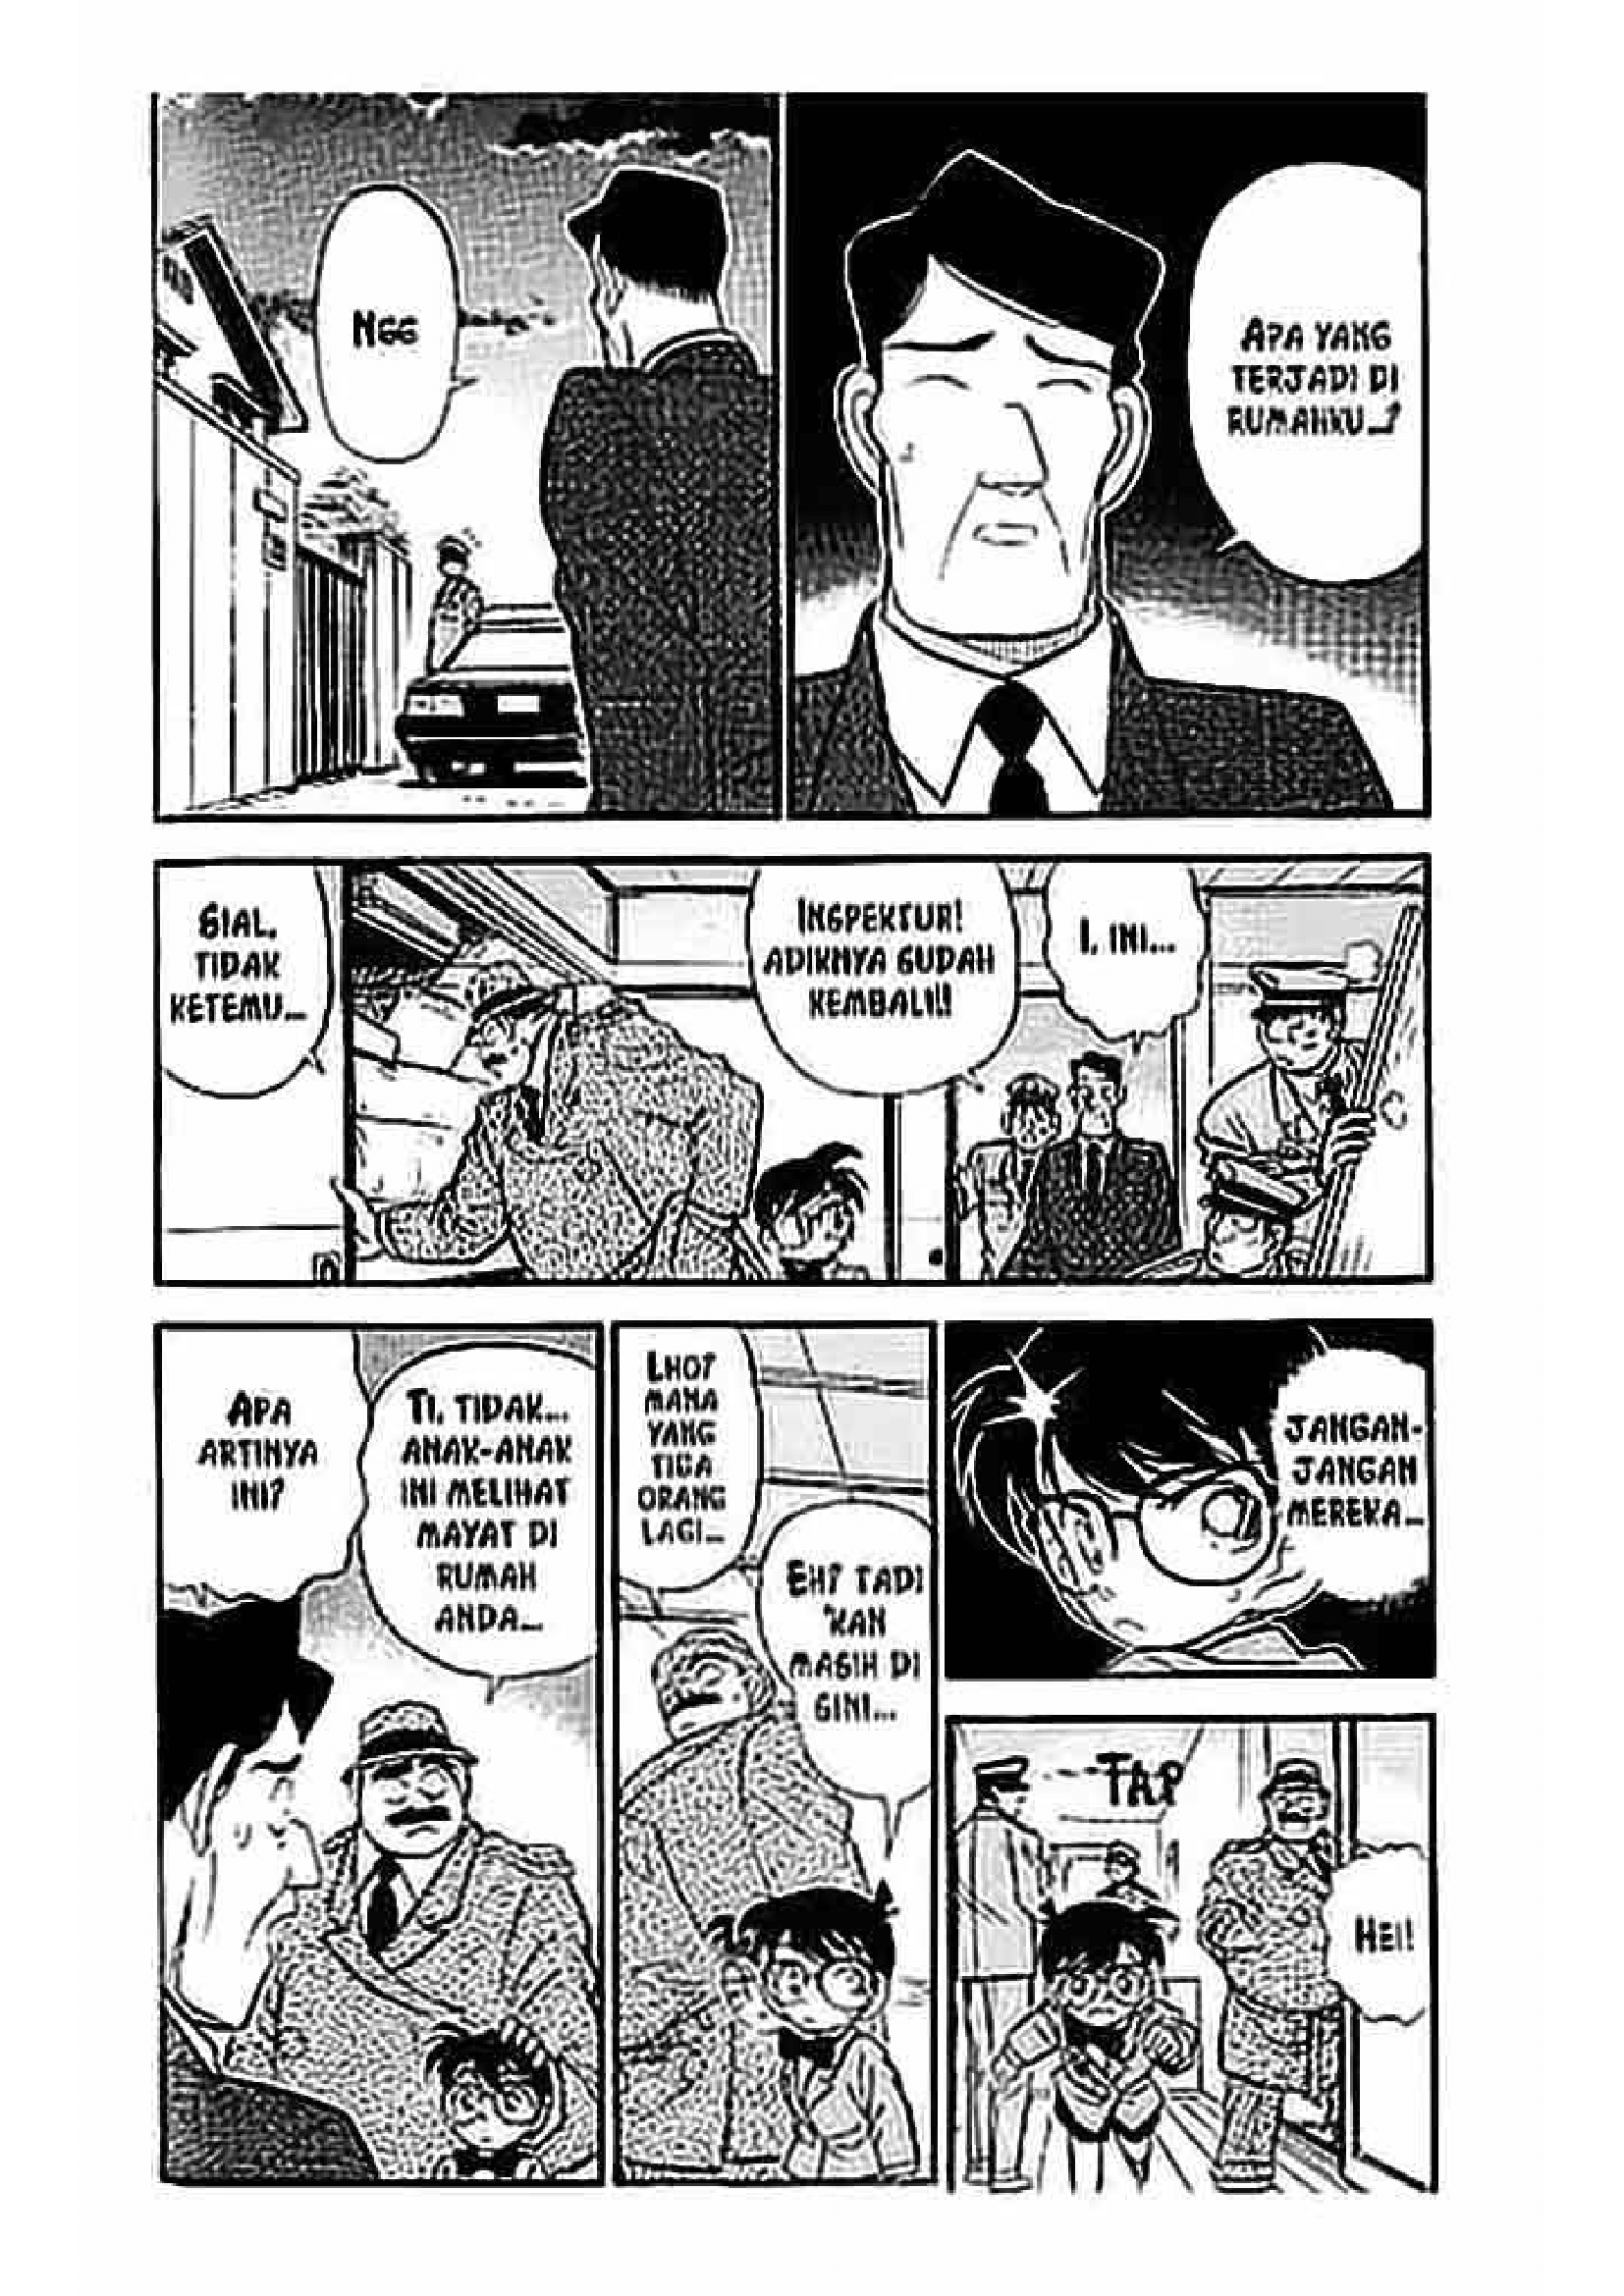 NGG
APA YANG
TERJADI DI
RUMAHKU...?
SIAL,
TIDAK
KETEMU...
INSPEKTUR!
ADIKNYA SUDAH
KEMBALI!!
I, INI...
APA
ARTINYA
INI?
TI, TIDAK...
ANAK-ANAK
INI MELIHAT
MAYAT DI
RUMAH
ANDA...
LHO?
MANA
YANG
TIGA
ORANG
LAGI...
EH? TADI
'KAN
MASIH DI
SINI...
JANGAN-
JANGAN
MEREKA...
TAP
HEI!